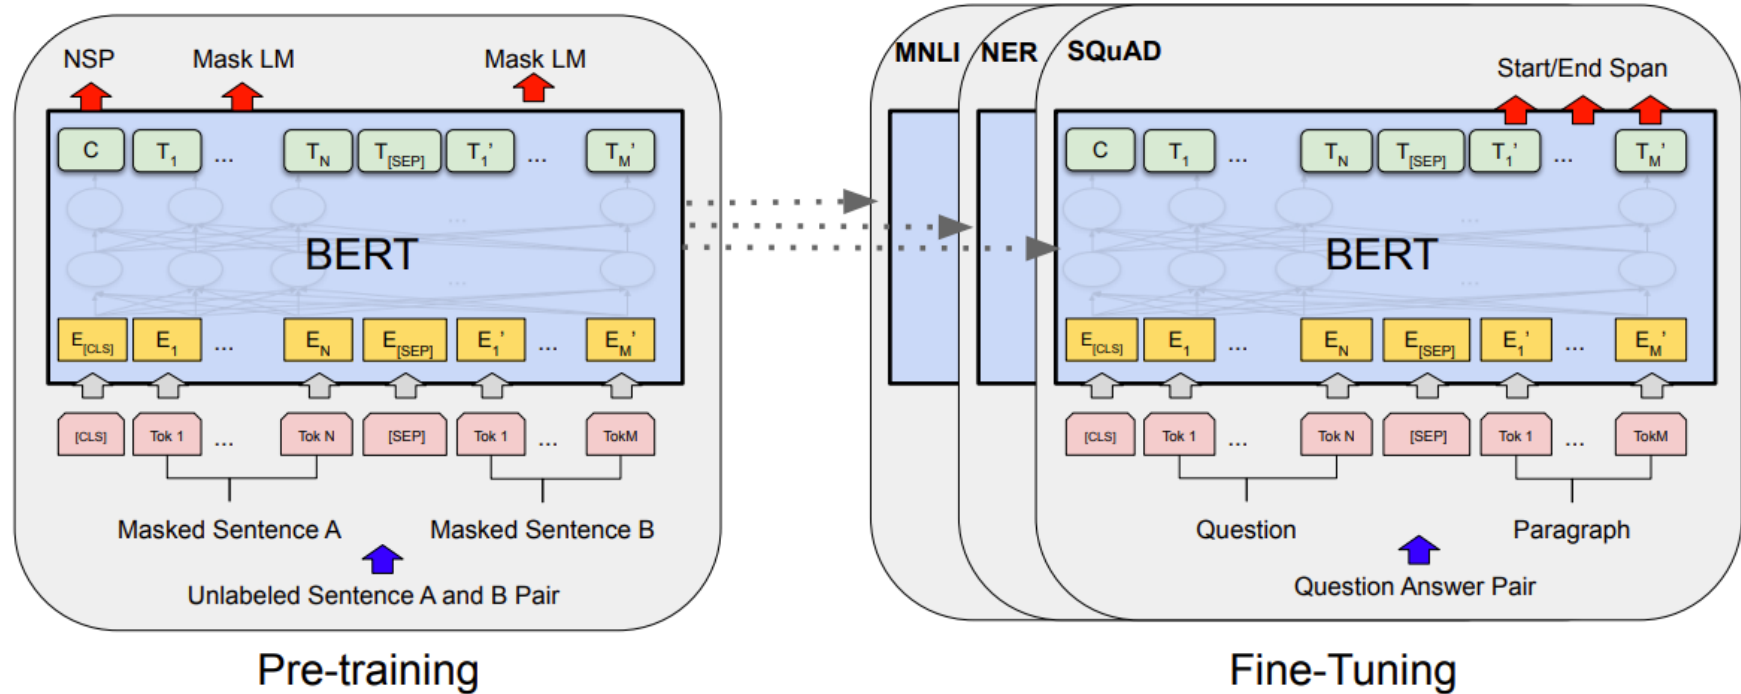 NSP Mask LM Mask LM
C T1 ... TN T[SEP] T1' ... TM'
... 
BERT
...
E[CLS] E1 ... EN E[SEP] E1' ... EM'
[CLS] Tok 1 ... Tok N [SEP] Tok 1 ... TokM
Masked Sentence A Masked Sentence B
Unlabeled Sentence A and B Pair
Pre-training
MNLI NER SQuAD
Start/End Span
C T1 ... TN T[SEP] T1' ... TM'
...
BERT
...
E[CLS] E1 ... EN E[SEP] E1' ... EM'
[CLS] Tok 1 ... Tok N [SEP] Tok 1 ... TokM
Question Paragraph
Question Answer Pair
Fine-Tuning